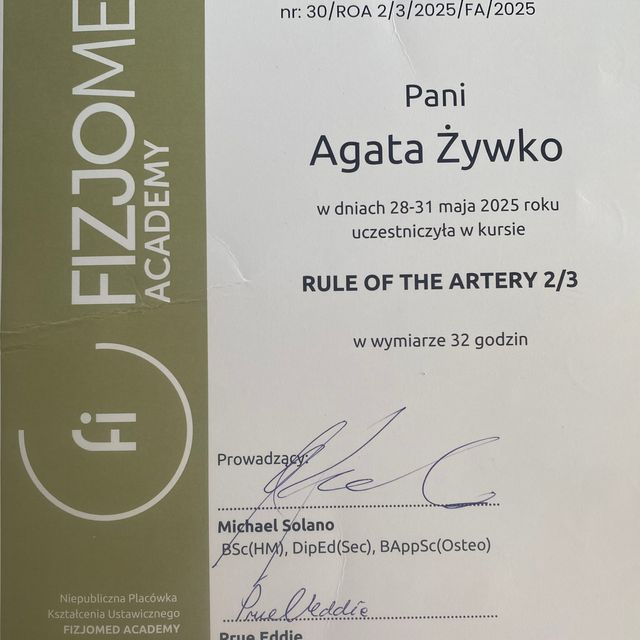 nr: 30/ROA 2/3/2025/FA/2025
Pani
Agata Żywko
w dniach 28-31 maja 2025 roku
uczestniczyła w kursie
RULE OF THE ARTERY 2/3
w wymiarze 32 godzin
Prowadzący:
Michael Solano
BSc(HM), DipEd(Sec), BAppSc(Osteo)
Prue Eddie
Prue Eddie
FIZJOMED
ACADEMY
fi
Niepubliczna Placówka
Kształcenia Ustawicznego
FIZJOMED ACADEMY